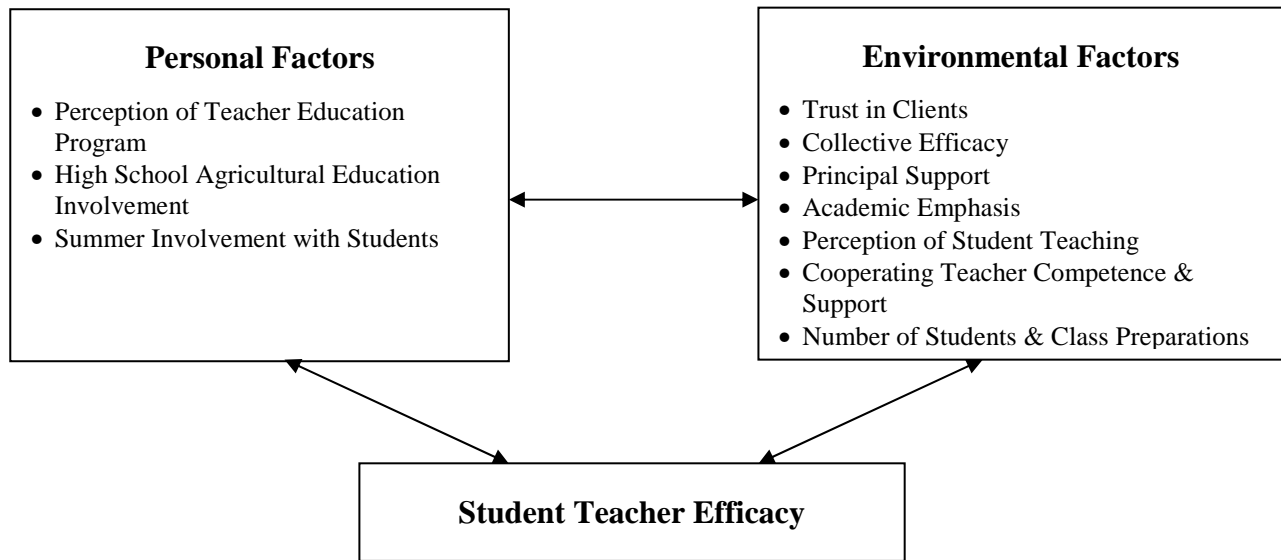 Personal Factors
• Perception of Teacher Education
Program
• High School Agricultural Education
Involvement
• Summer Involvement with Students
Environmental Factors
• Trust in Clients
• Collective Efficacy
• Principal Support
• Academic Emphasis
• Perception of Student Teaching
• Cooperating Teacher Competence &
Support
• Number of Students & Class Preparations
Student Teacher Efficacy